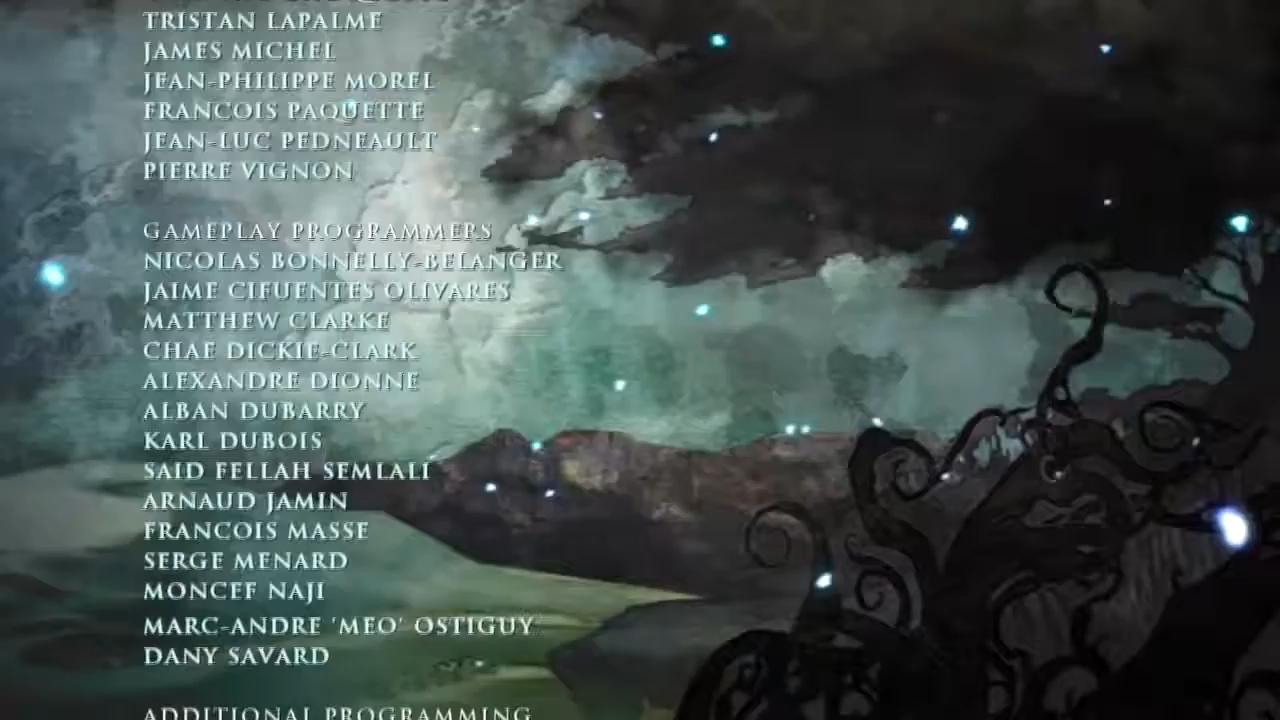 TRISTAN LAPALME
JAMES MICHEL
JEAN-PHILIPPE MOREL
FRANCOIS PAQUETTE
JEAN-LUC PEDNEAULT
PIERRE VIGNON
GAMEPLAY PROGRAMMERS
NICOLAS BONNELLY-BELANGER
JAIME CIFUENTES OLIVARES
MATTHEW CLARKE
CHAE DICKIE-CLARK
ALEXANDRE DIONNE
ALBAN DUBARRY
KARL DUBOIS
SAID FELLAH SEMLALI
ARNAUD JAMIN
FRANCOIS MASSE
SERGE MENARD
MONCEF NAJI
MARC-ANDRE 'MEO' OSTIGUY
DANY SAVARD
ADDITIONAL PROGRAMMING